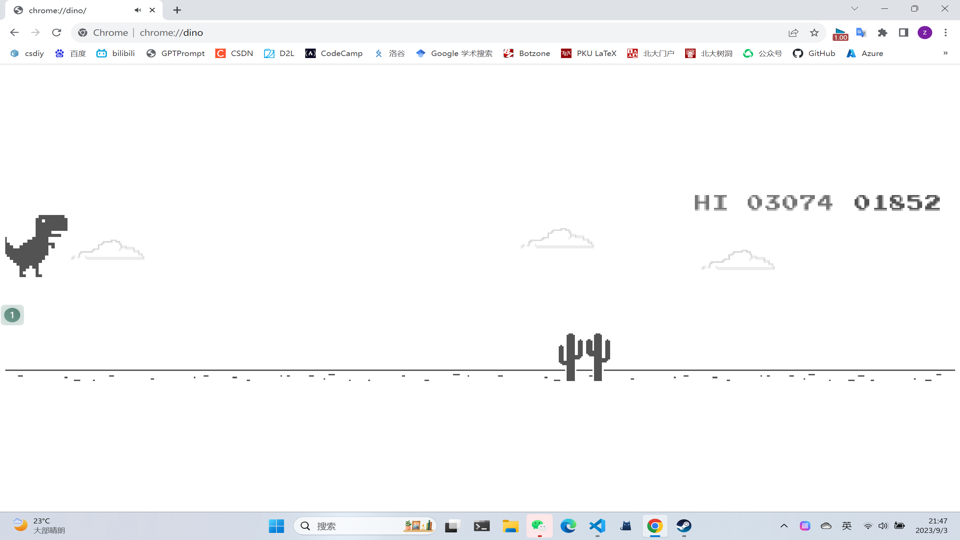 chrome://dino/
Chrome | chrome://dino
1.00
z
csdiy 百度 bilibili GPTPrompt CSDN D2L CodeCamp 洛谷 Google 学术搜索 Botzone PKU LaTeX 北大门户 北大树洞 公众号 GitHub Azure »
HI 03074 01852
1
23°C
大部晴朗
搜索
英
21:47
2023/9/3